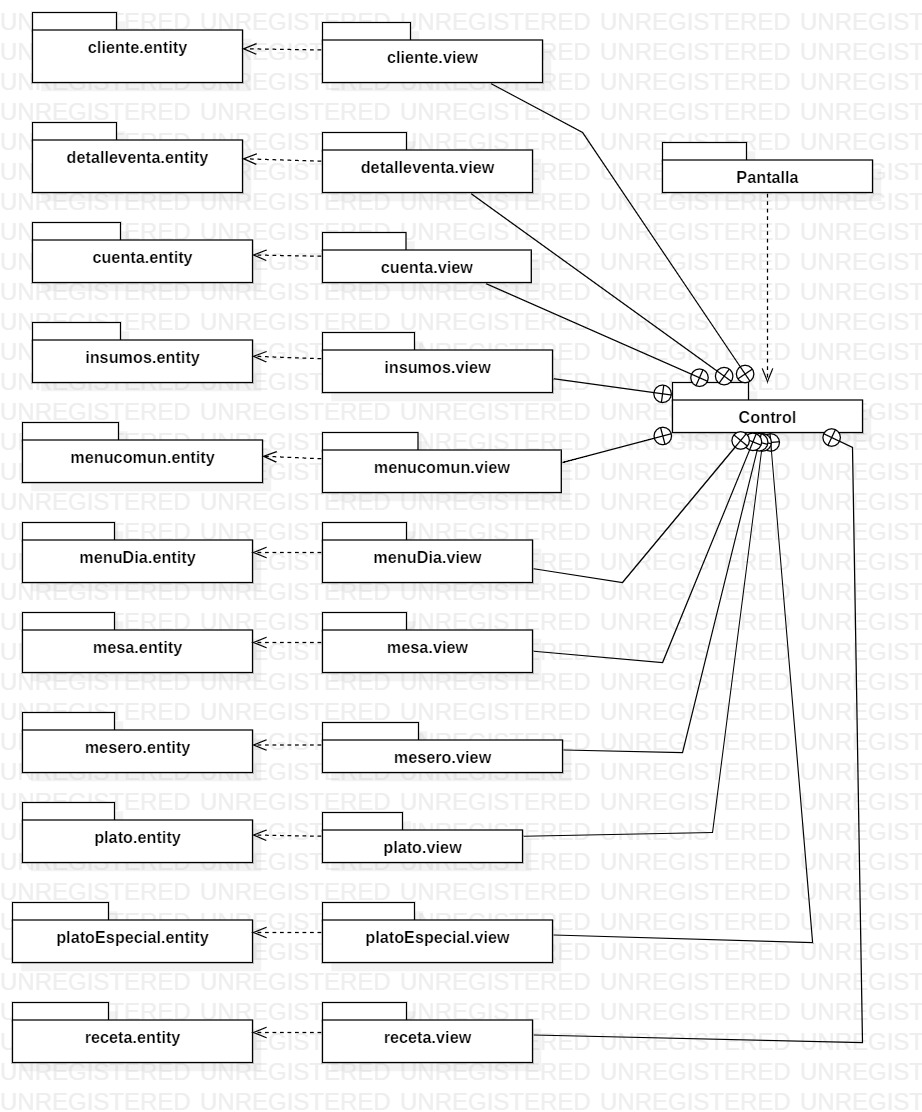 cliente.entity
cliente.view
detalleventa.entity
detalleventa.view
Pantalla
cuenta.entity
cuenta.view
insumos.entity
insumos.view
Control
menucomun.entity
menucomun.view
menuDia.entity
menuDia.view
mesa.entity
mesa.view
mesero.entity
mesero.view
plato.entity
plato.view
platoEspecial.entity
platoEspecial.view
receta.entity
receta.view
UNREGISTERED